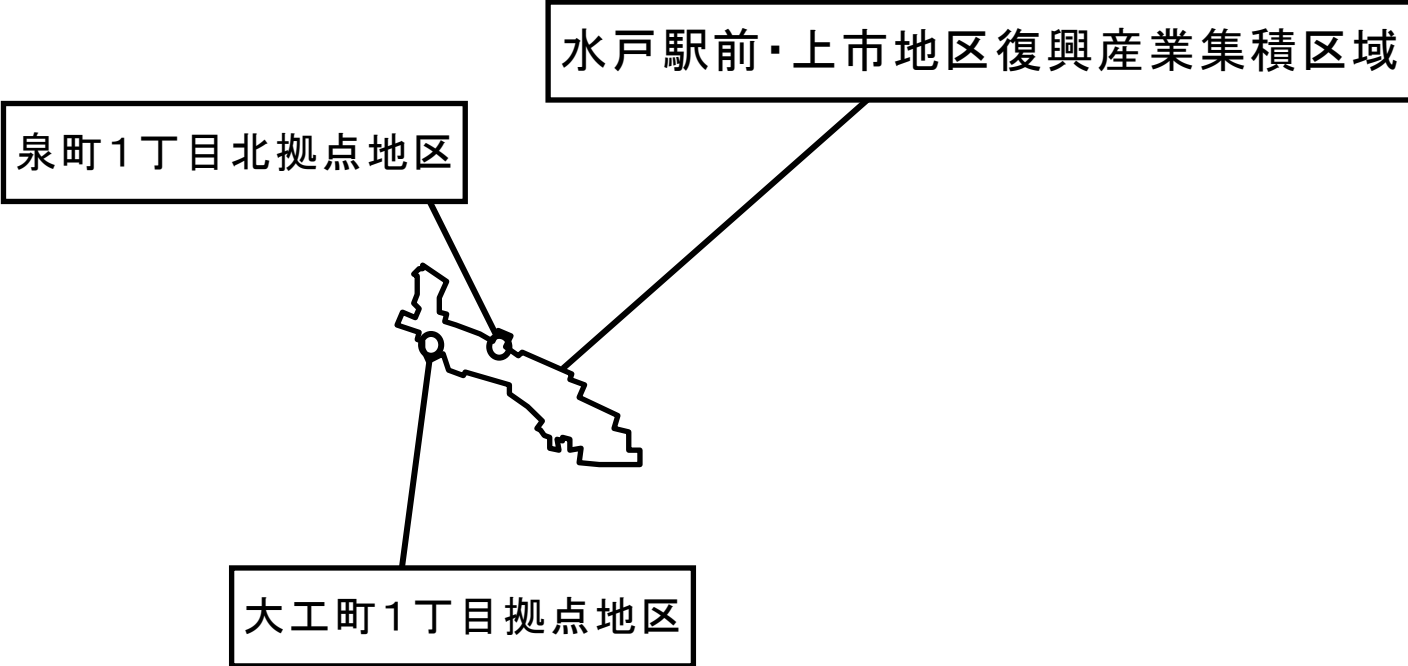 水戸駅前・上市地区復興産業集積区域
泉町1丁目北拠点地区
大工町1丁目拠点地区